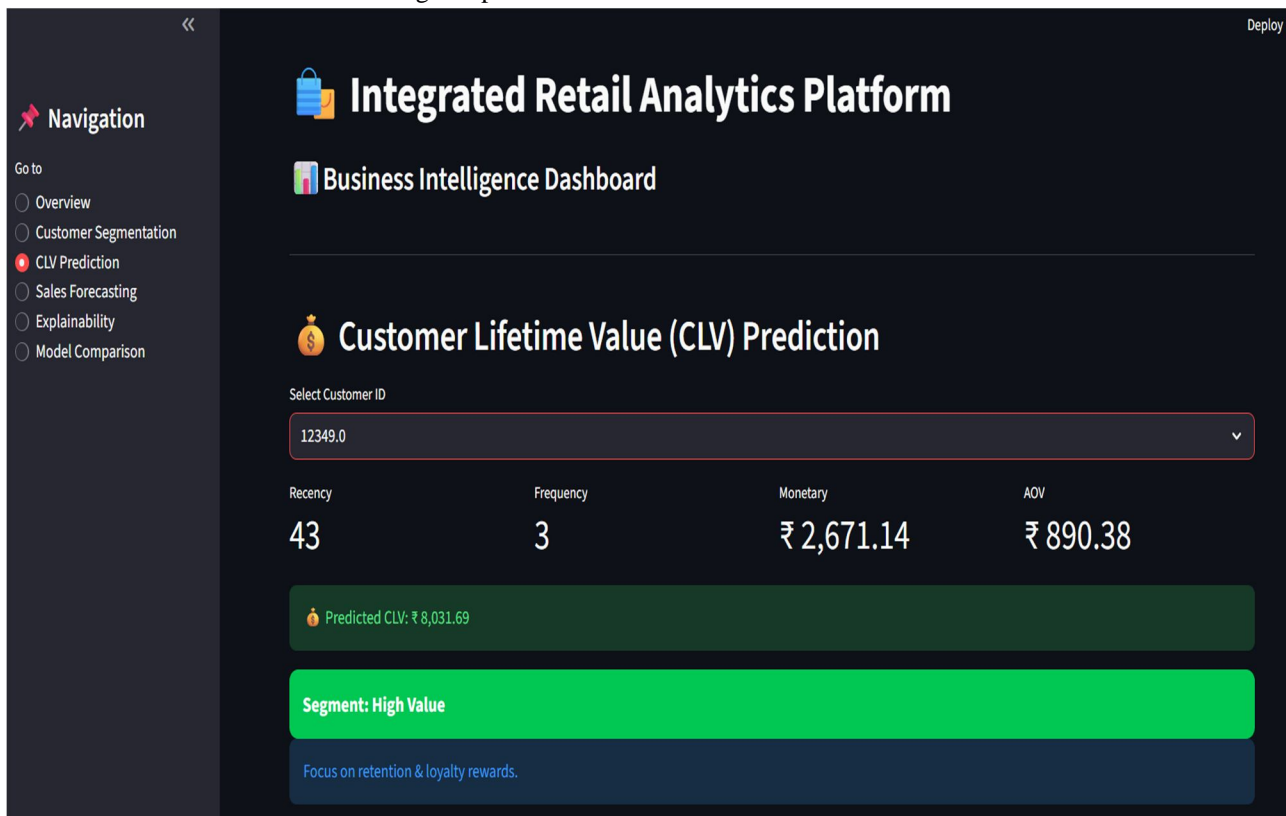 Deploy
Navigation
Go to
Overview
Customer Segmentation
CLV Prediction
Sales Forecasting
Explainability
Model Comparison
Integrated Retail Analytics Platform
Business Intelligence Dashboard
Customer Lifetime Value (CLV) Prediction
Select Customer ID
12349.0
Recency Frequency Monetary AOV
43 3 ₹ 2,671.14 ₹ 890.38
Predicted CLV: ₹ 8,031.69
Segment: High Value
Focus on retention & loyalty rewards.